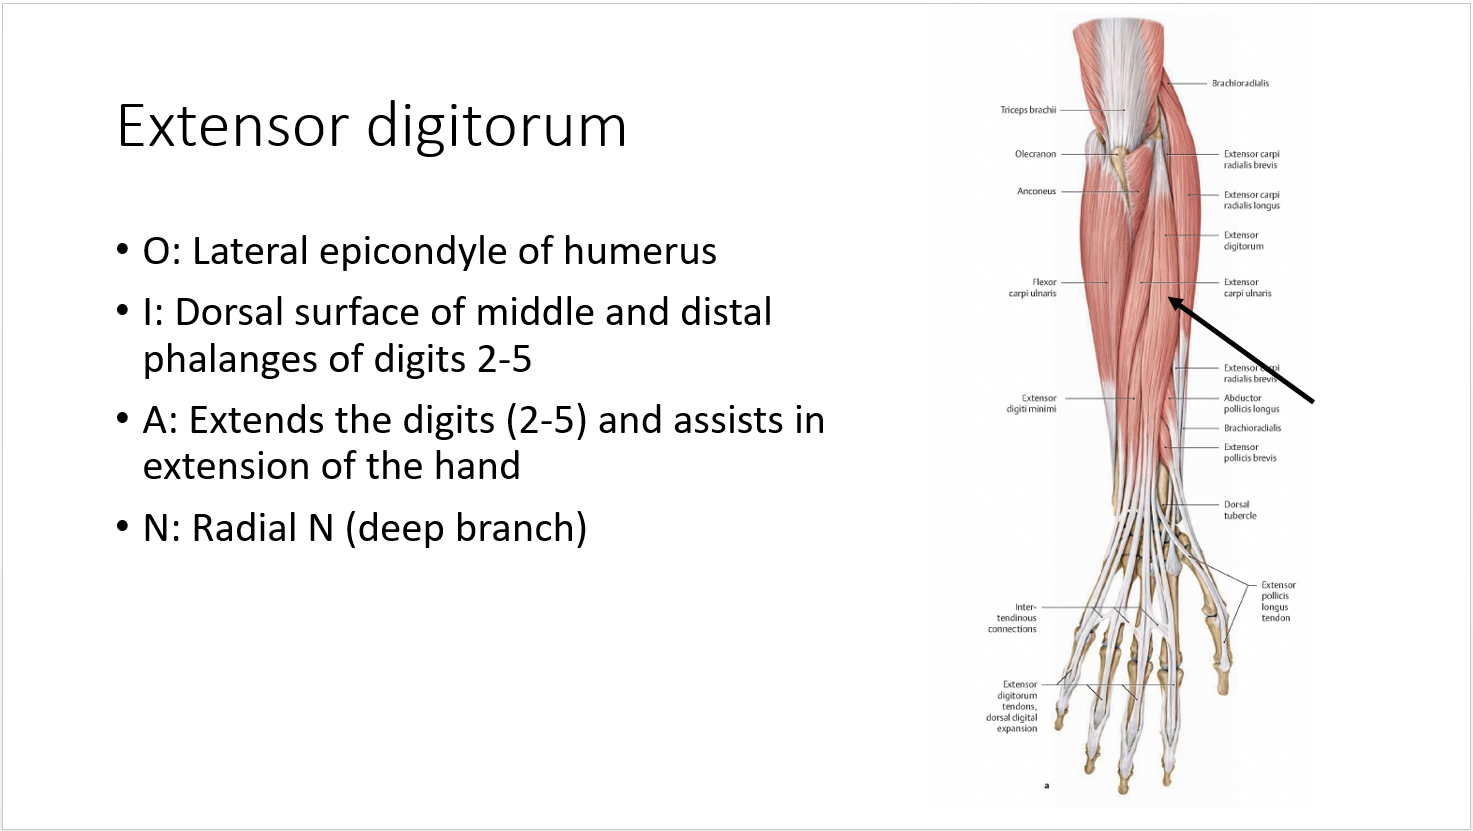 Extensor digitorum
• O: Lateral epicondyle of humerus
• I: Dorsal surface of middle and distal
phalanges of digits 2-5
• A: Extends the digits (2-5) and assists in
extension of the hand
• N: Radial N (deep branch)
Brachioradialis
Triceps brachii
Olecranon
Extensor carpi
radialis brevis
Anconeus
Extensor carpi
radialis longus
Extensor
digitorum
Flexor
carpi ulnaris
Extensor
carpi ulnaris
Extensor carpi
radialis brevis
Extensor
digiti minimi
Abductor
pollicis longus
Brachioradialis
Extensor
pollicis brevis
Dorsal
tubercle
Extensor
pollicis
longus
tendon
Inter-
tendinous
connections
Extensor
digitorum
tendons,
dorsal digital
expansion
a